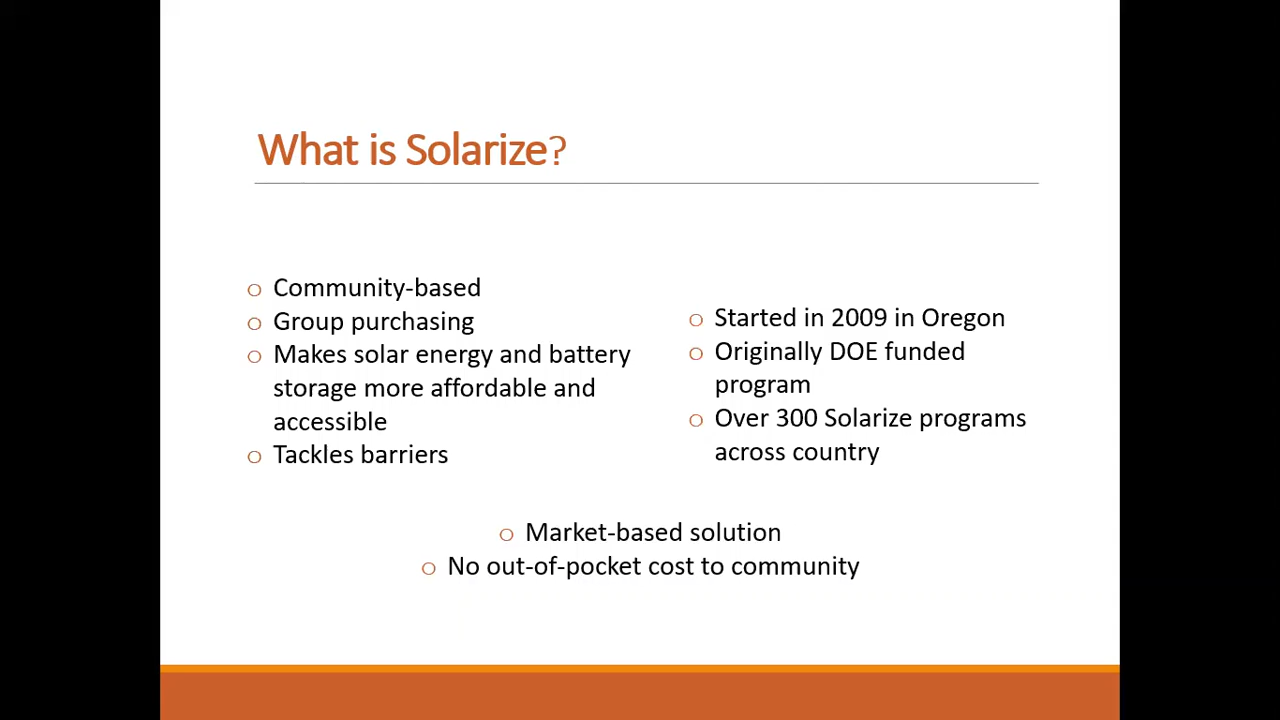 What is Solarize?
o Community-based
o Group purchasing
o Makes solar energy and battery
storage more affordable and
accessible
o Tackles barriers
o Started in 2009 in Oregon
o Originally DOE funded
program
o Over 300 Solarize programs
across country
o Market-based solution
o No out-of-pocket cost to community